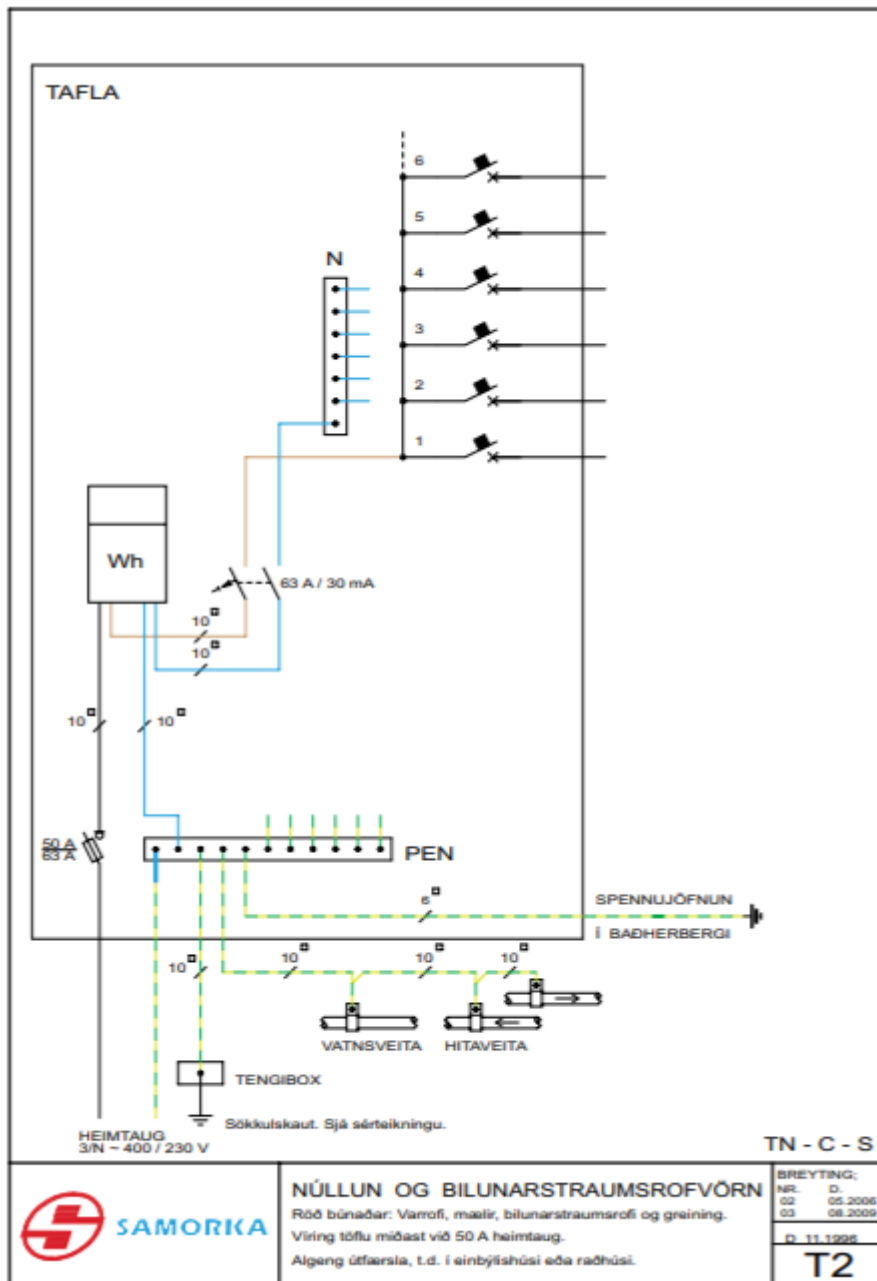 TAFLA
6
5
N
4
3
2
1
Wh
63 A / 30 mA
10
10
10
10
50 A
63 A
PEN
6
SPENNUJÖFNUN
Í BAÐHERBERGI
10
10
10
10
VATNSVEITA
HITAVEITA
TENGIBOX
Sökkulskaut. Sjá sérteikningu.
HEIMTAUG
3/N ~ 400 / 230 V
TN - C - S
SAMORKA
NÚLLUN OG BILUNARSTRAUMSROFVÖRN
Röð búnaðar: Varrofi, mælir, bilunarstraumsrofi og greining.
Víring töflu miðast við 50 A heimtaug.
Algeng útfærsla, t.d. í einbýlishúsi eða raðhúsi.
BREYTING;
NR. D.
02 05.2006
03 08.2009
D 11.1996
T2